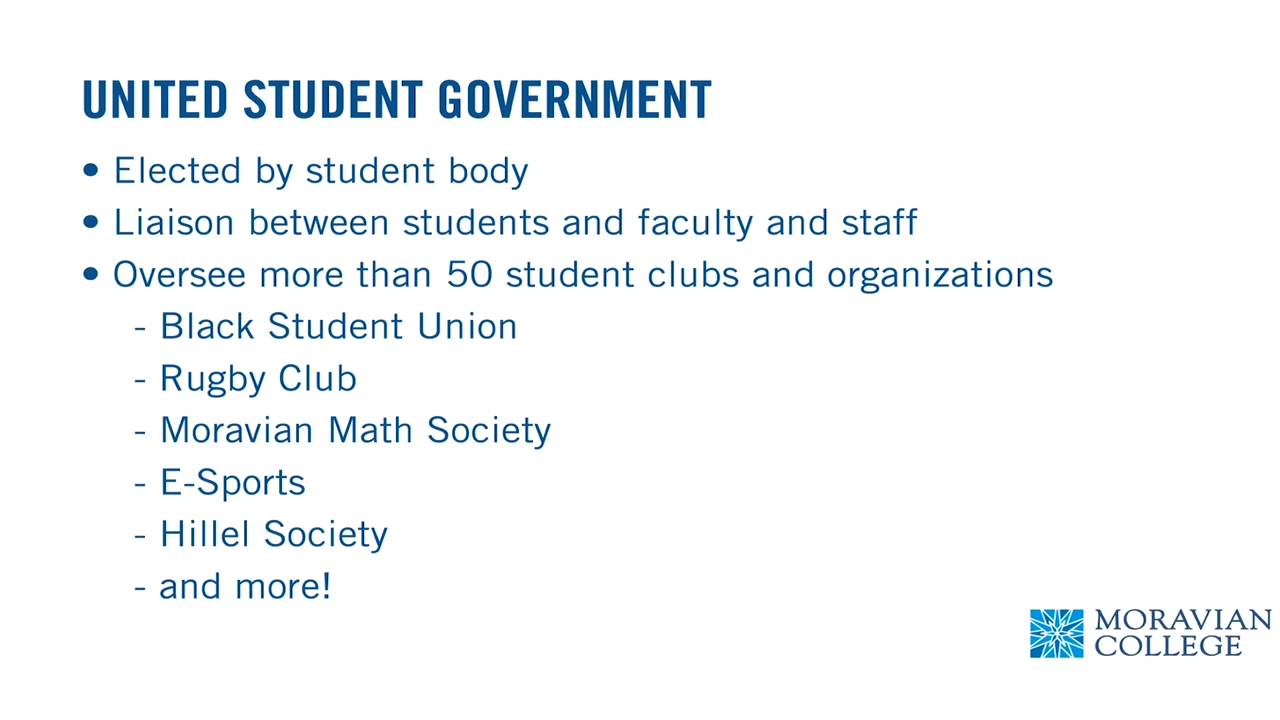 UNITED STUDENT GOVERNMENT
• Elected by student body
• Liaison between students and faculty and staff
• Oversee more than 50 student clubs and organizations
- Black Student Union
- Rugby Club
- Moravian Math Society
- E-Sports
- Hillel Society
- and more!
MORAVIAN
COLLEGE